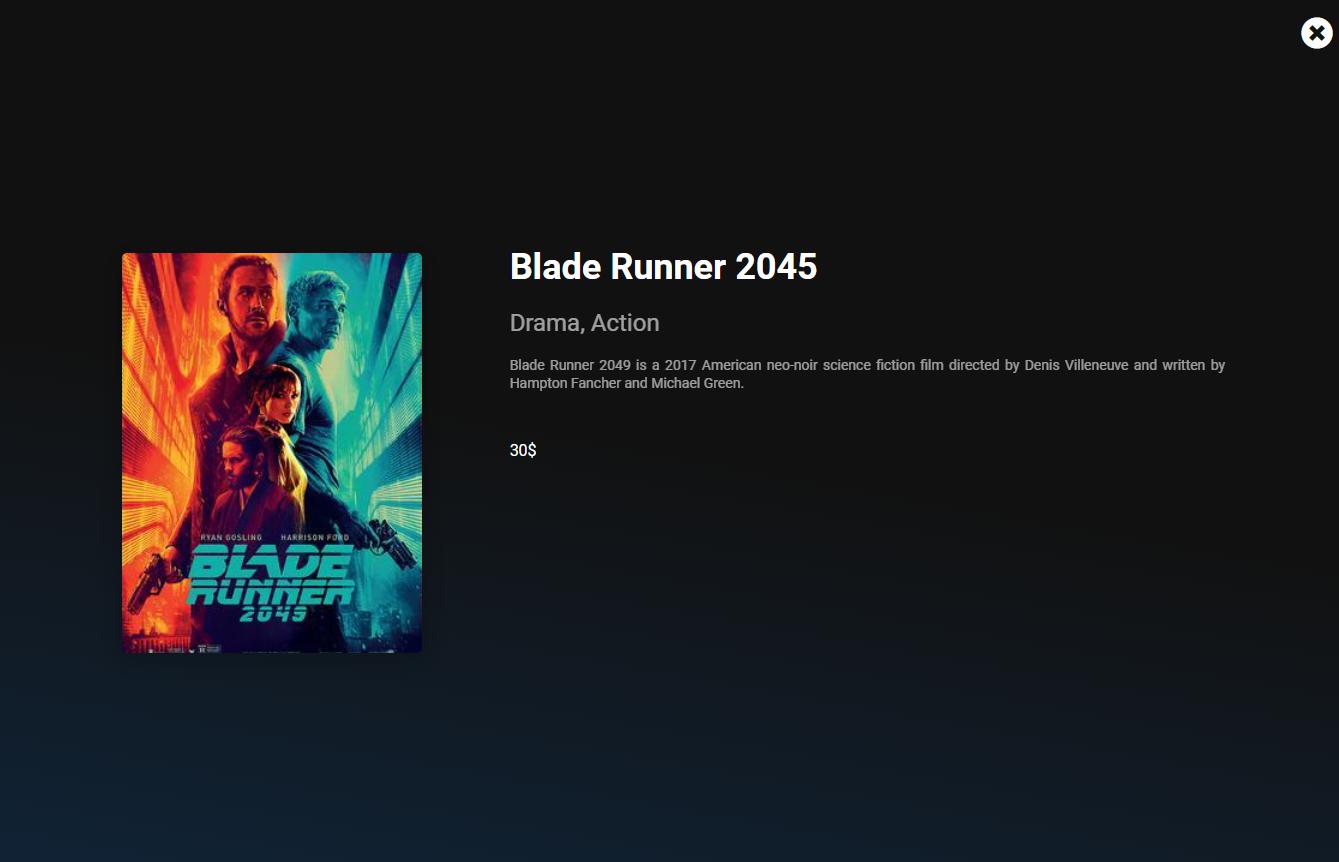 Blade Runner 2045
Drama, Action
Blade Runner 2049 is a 2017 American neo-noir science fiction film directed by Denis Villeneuve and written by
Hampton Fancher and Michael Green.
30$
RYAN GOSLING HARRISON FORD
BLADE
RUNNER
2049